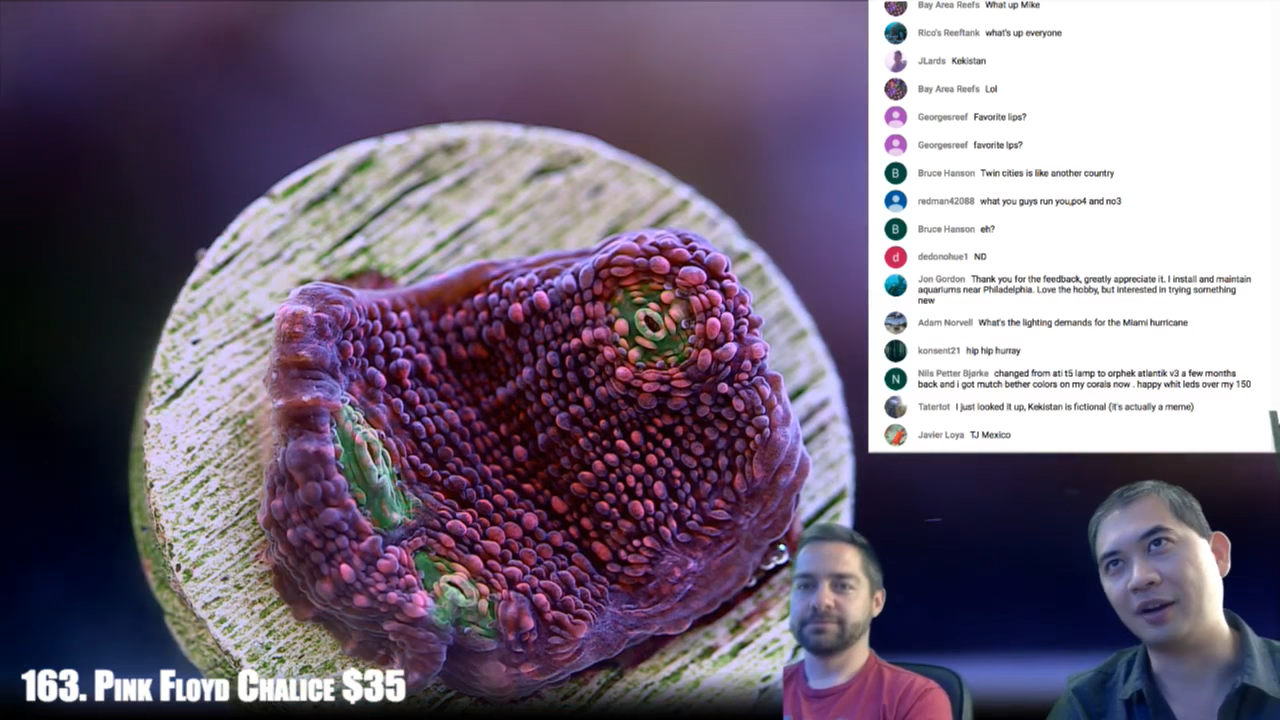 Bay Area Reefs What up Mike
Rico's Reeftank what's up everyone
JLards Kekistan
Bay Area Reefs Lol
Georgesreef Favorite lips?
Georgesreef favorite lps?
B Bruce Hanson Twin cities is like another country
redman42088 what you guys run you,po4 and no3
B Bruce Hanson eh?
d dedonohue1 ND
Jon Gordon Thank you for the feedback, greatly appreciate it. I install and maintain
aquariums near Philadelphia. Love the hobby, but interested in trying something
new
Adam Norvell What's the lighting demands for the Miami hurricane
konsent21 hip hip hurray
N Nils Petter Bjørke changed from ati t5 lamp to orphek atlantik v3 a few months
back and i got mutch bether colors on my corals now . happy whit leds over my 150
Tatertot I just looked it up, Kekistan is fictional (it's actually a meme)
Javier Loya TJ Mexico
163. Pink Floyd Chalice $35